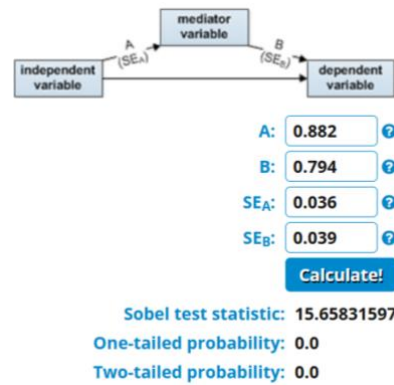 mediator
variable
A
(SEA)
B
(SEB)
independent
variable
dependent
variable
A: 0.882 ?
B: 0.794 ?
SEA: 0.036 ?
SEB: 0.039 ?
Calculate!
Sobel test statistic: 15.65831597
One-tailed probability: 0.0
Two-tailed probability: 0.0